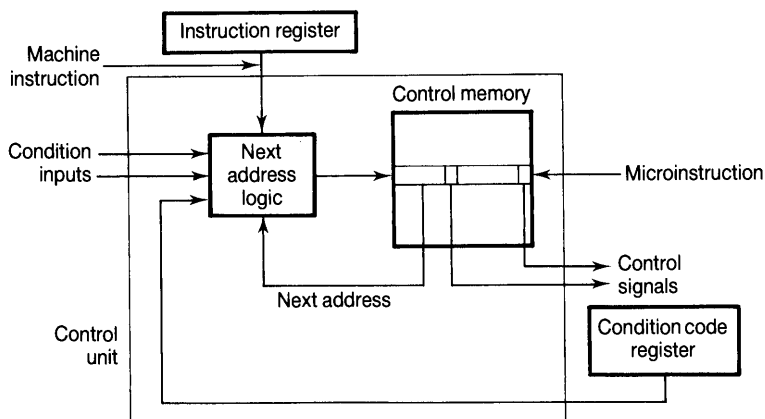 Instruction register
Machine
instruction
Control memory
Condition
inputs
Next
address
logic
Microinstruction
Next address
Control
signals
Control
unit
Condition code
register